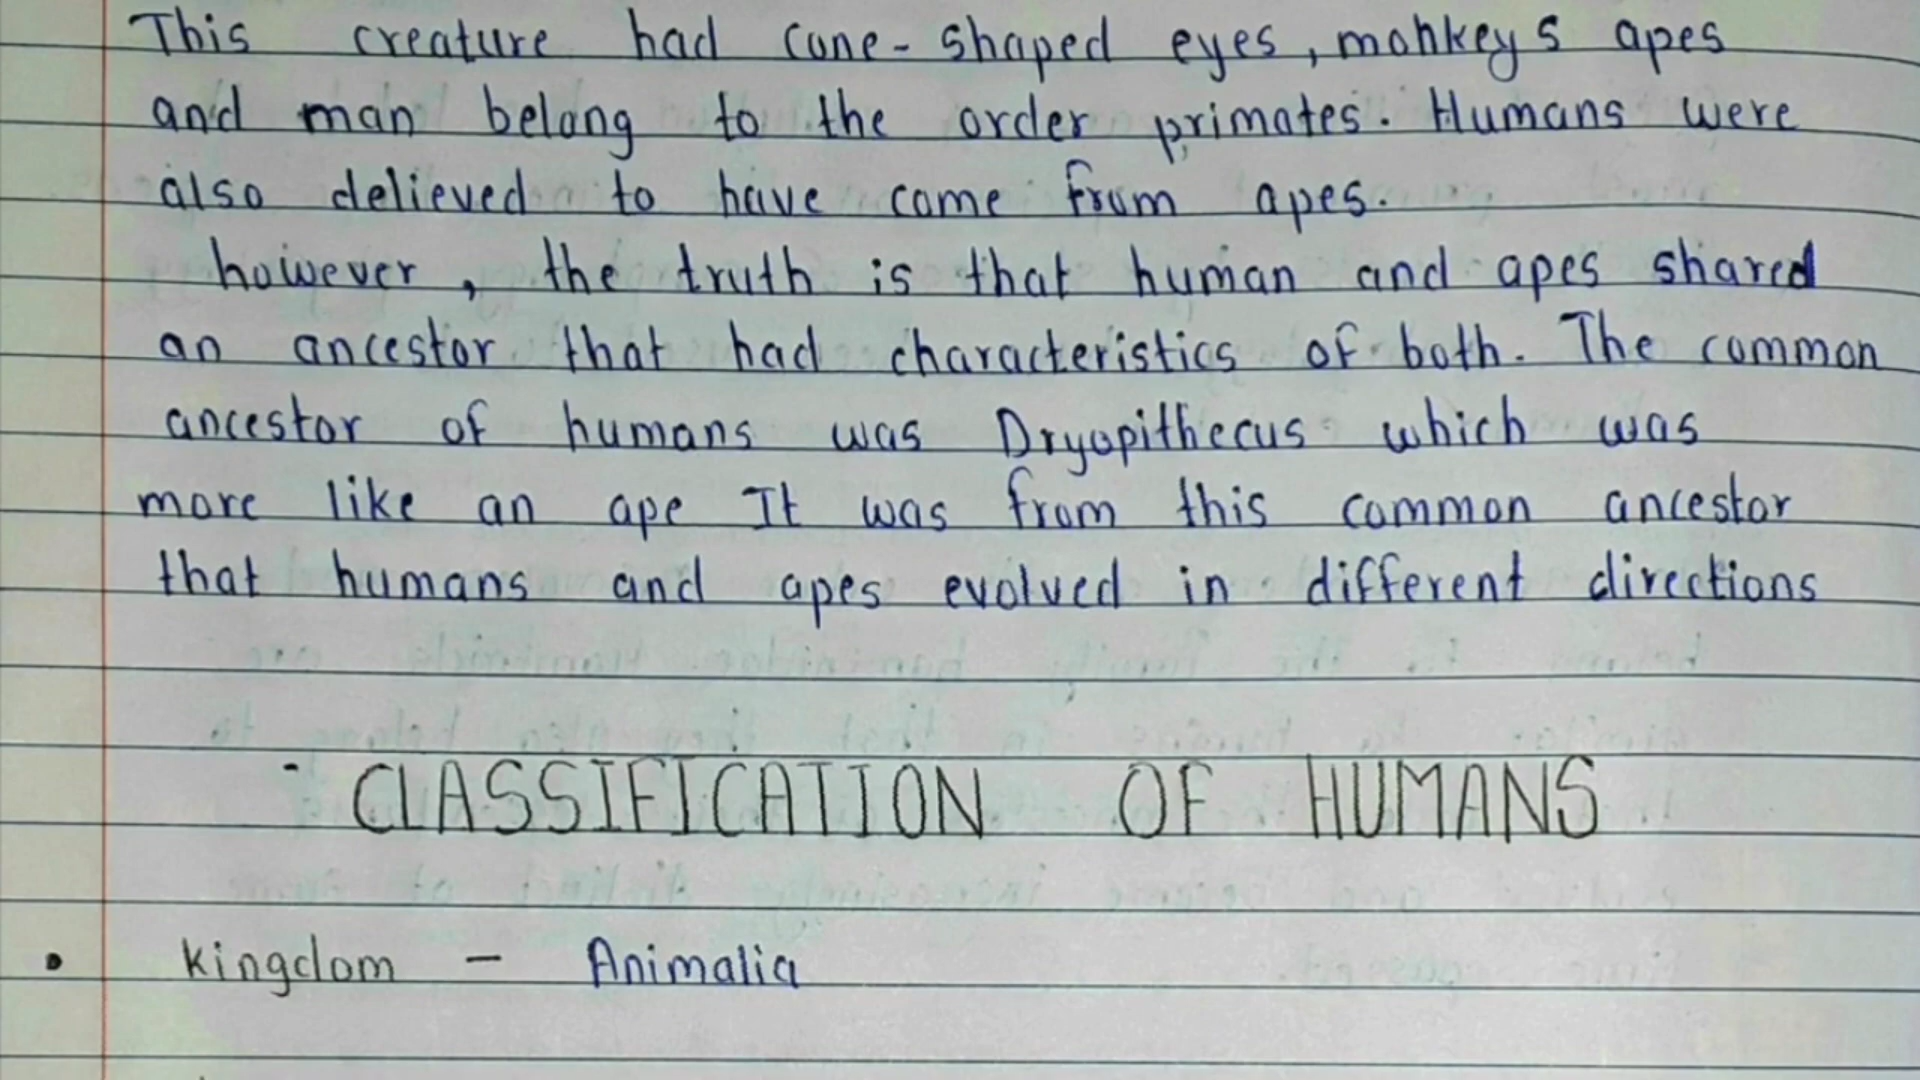 This creature had cone-shaped eyes, monkeys apes
and man belong to the order primates. Humans were
also delieved to have come from apes.
however, the truth is that human and apes shared
an ancestor that had characteristics of both. The common
ancestor of humans was Dryopithecus which was
more like an ape It was from this common ancestor
that humans and apes evolved in different directions
- CLASSIFICATION OF HUMANS
• kingdom - Animalia